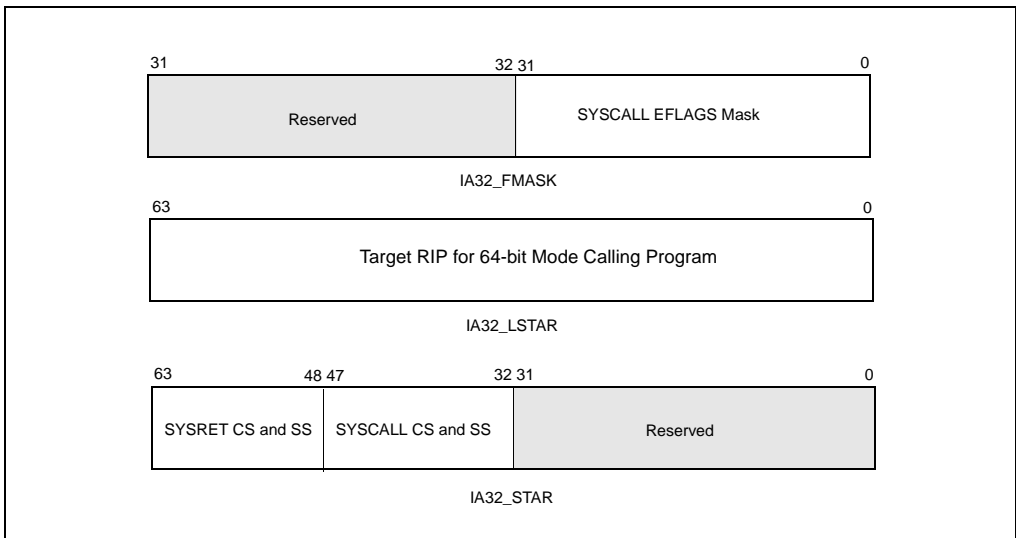 31 32 31 0
Reserved SYSCALL EFLAGS Mask
IA32_FMASK
63 0
Target RIP for 64-bit Mode Calling Program
IA32_LSTAR
63 48 47 32 31 0
SYSRET CS and SS SYSCALL CS and SS Reserved
IA32_STAR